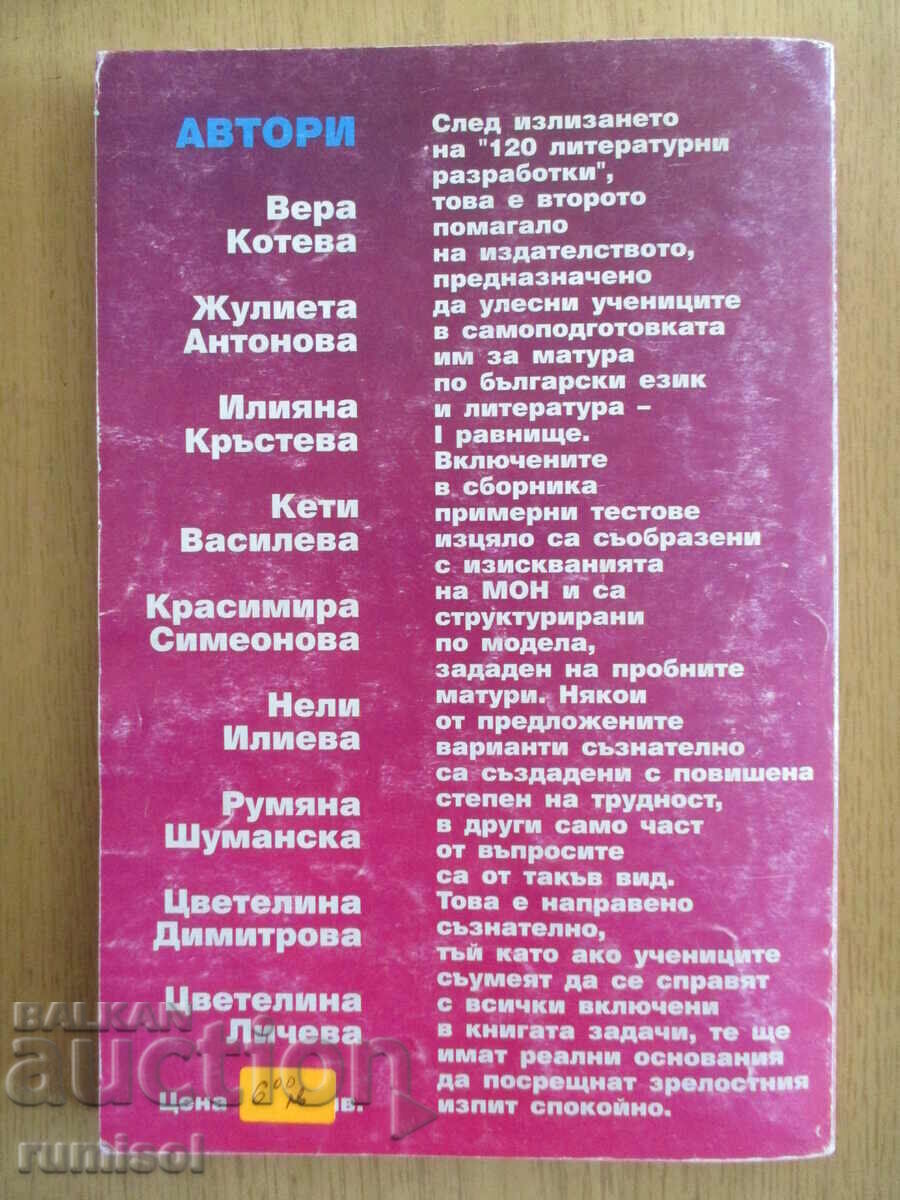 АВТОРИ
Вера
Котева
Жулиета
Антонова
Илияна
Кръстева
Кети
Василева
Красимира
Симеонова
Нели
Илиева
Румяна
Шуманска
Цветелина
Димитрова
Цветелина
Личева
Цена 6 00 лв.
След излизането
на "120 литературни
разработки",
това е второто
помагало
на издателството,
предназначено
да улесни учениците
в самоподготовката
им за матура
по български език
и литература –
I равнище.
Включените
в сборника
примерни тестове
изцяло са съобразени
с изискванията
на МОН и са
структурирани
по модела,
зададен на пробните
матури. Някои
от предложените
варианти съзнателно
са създадени с повишена
степен на трудност,
в други само част
от въпросите
са от такъв вид.
Това е направено
съзнателно,
тъй като ако учениците
съумеят да се справят
с всички включени
в книгата задачи, те ще
имат реални основания
да посрещнат зрелостния
изпит спокойно.
BALKAN
auction
rumisol